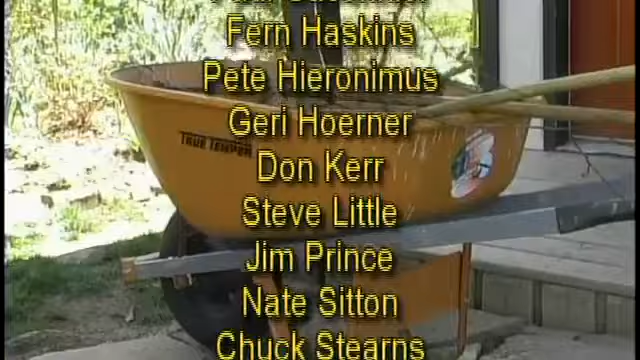 Fern Haskins
Pete Hieronimus
Geri Hoerner
TRUE TEMPER
Don Kerr
Steve Little
Jim Prince
Nate Sitton
Chuck Stearns